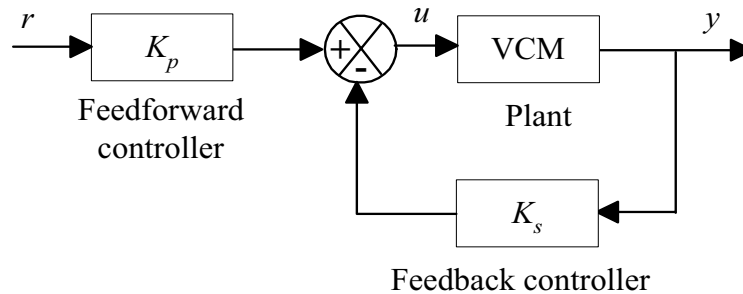 r
u
y
K_p
+
-
VCM
Feedforward
controller
Plant
K_s
Feedback controller